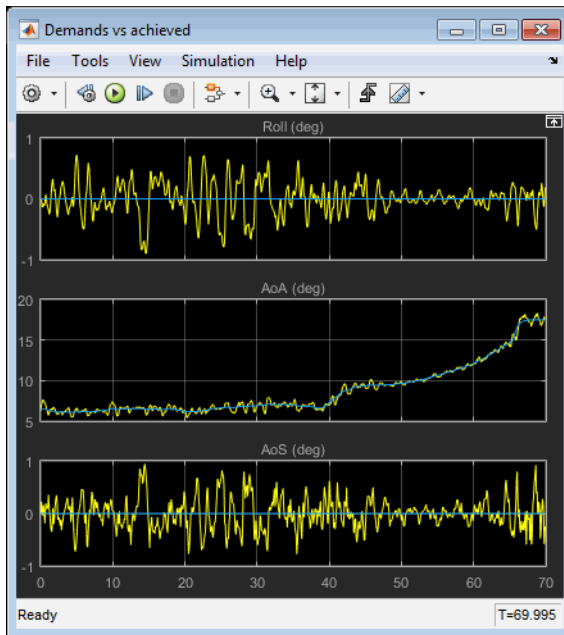 Demands vs achieved
File Tools View Simulation Help
Roll (deg)
1
0
-1
AoA (deg)
20
15
10
5
AoS (deg)
1
0
-1
0 10 20 30 40 50 60 70
Ready T=69.995